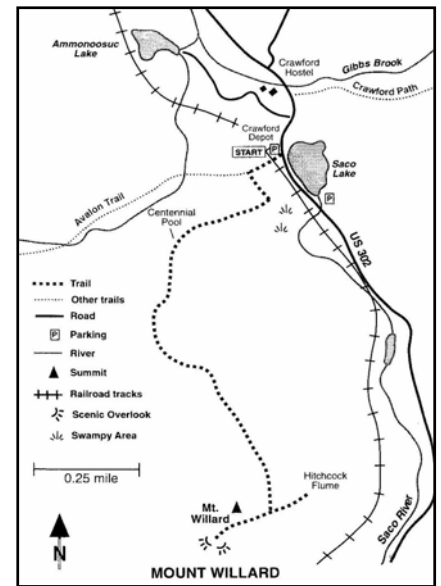 Ammonoosuc
Lake
Crawford
Hostel
Gibbs Brook
Crawford Path
Crawford
Depot
START
P
Saco
Lake
P
Avalon Trail
Centennial
Pool
US 302
Trail
Other trails
Road
P Parking
River
Summit
Railroad tracks
Scenic Overlook
Swampy Area
0.25 mile
Hitchcock
Flume
Mt.
Willard
Saco River
N
MOUNT WILLARD